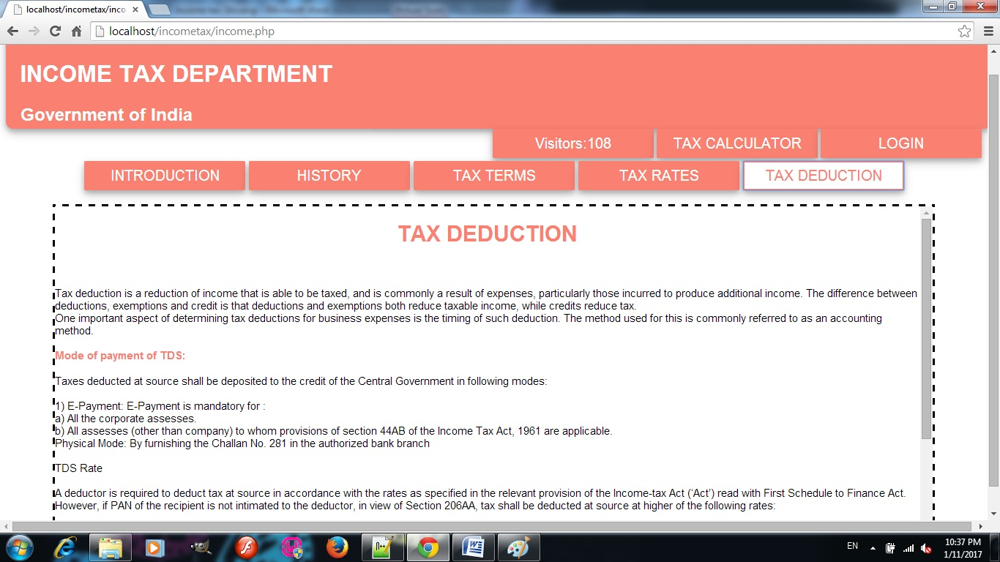 localhost/incometax/inco
localhost/incometax/income.php
INCOME TAX DEPARTMENT
Government of India
Visitors:108 TAX CALCULATOR LOGIN
INTRODUCTION HISTORY TAX TERMS TAX RATES TAX DEDUCTION
TAX DEDUCTION
Tax deduction is a reduction of income that is able to be taxed, and is commonly a result of expenses, particularly those incurred to produce additional income. The difference between
deductions, exemptions and credit is that deductions and exemptions both reduce taxable income, while credits reduce tax.
One important aspect of determining tax deductions for business expenses is the timing of such deduction. The method used for this is commonly referred to as an accounting
method.
Mode of payment of TDS:
Taxes deducted at source shall be deposited to the credit of the Central Government in following modes:
1) E-Payment: E-Payment is mandatory for :
a) All the corporate assesses.
b) All assesses (other than company) to whom provisions of section 44AB of the Income Tax Act, 1961 are applicable.
Physical Mode: By furnishing the Challan No. 281 in the authorized bank branch
TDS Rate
A deductor is required to deduct tax at source in accordance with the rates as specified in the relevant provision of the Income-tax Act (‘Act’) read with First Schedule to Finance Act.
However, if PAN of the recipient is not intimated to the deductor, in view of Section 206AA, tax shall be deducted at source at higher of the following rates:
EN
10:37 PM
1/11/2017